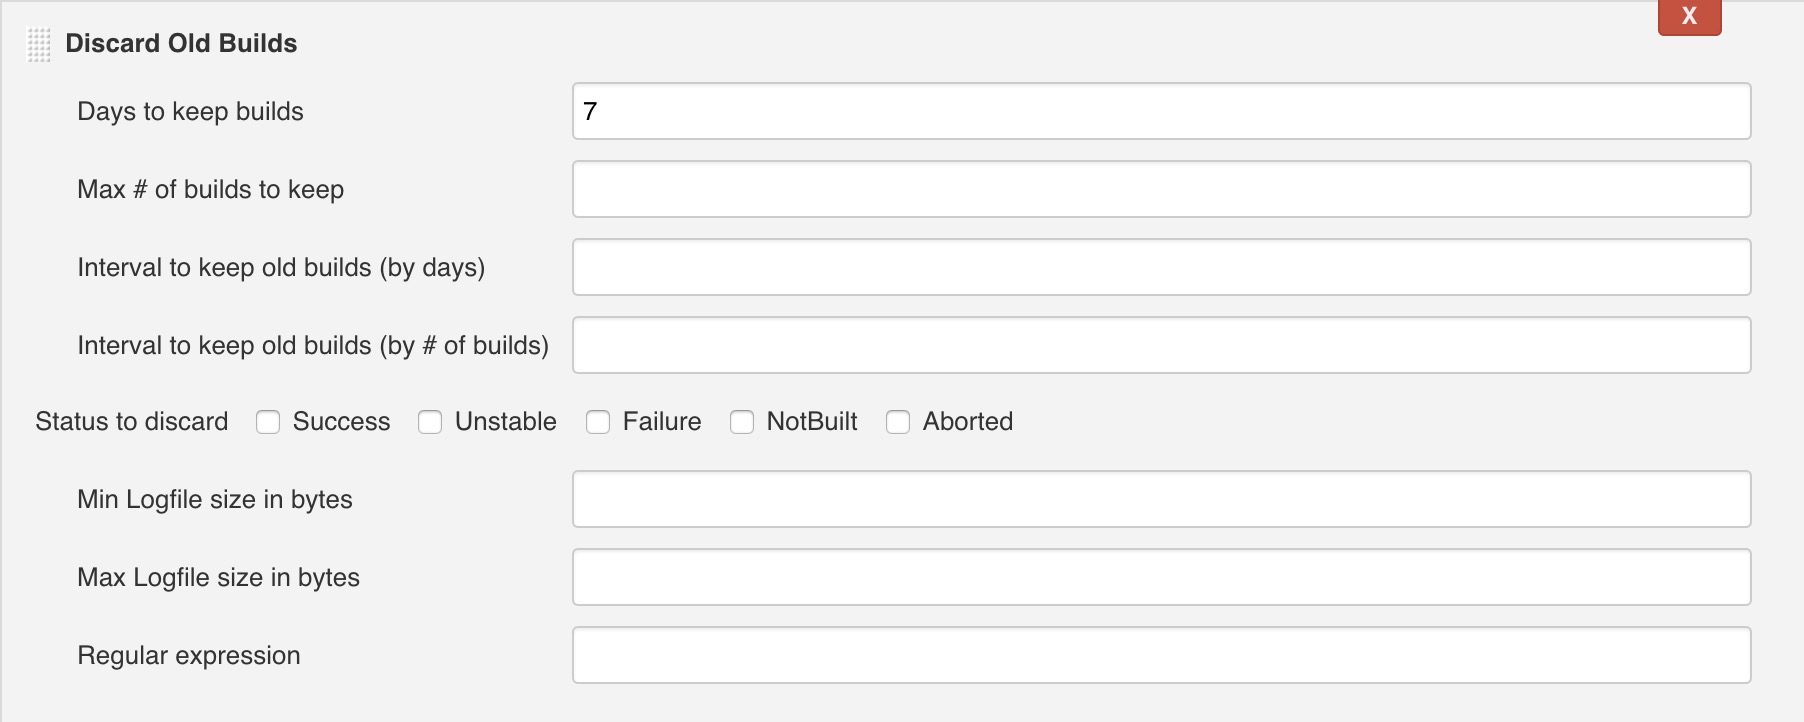 X
Discard Old Builds
Days to keep builds 7
Max # of builds to keep
Interval to keep old builds (by days)
Interval to keep old builds (by # of builds)
Status to discard Success Unstable Failure NotBuilt Aborted
Min Logfile size in bytes
Max Logfile size in bytes
Regular expression